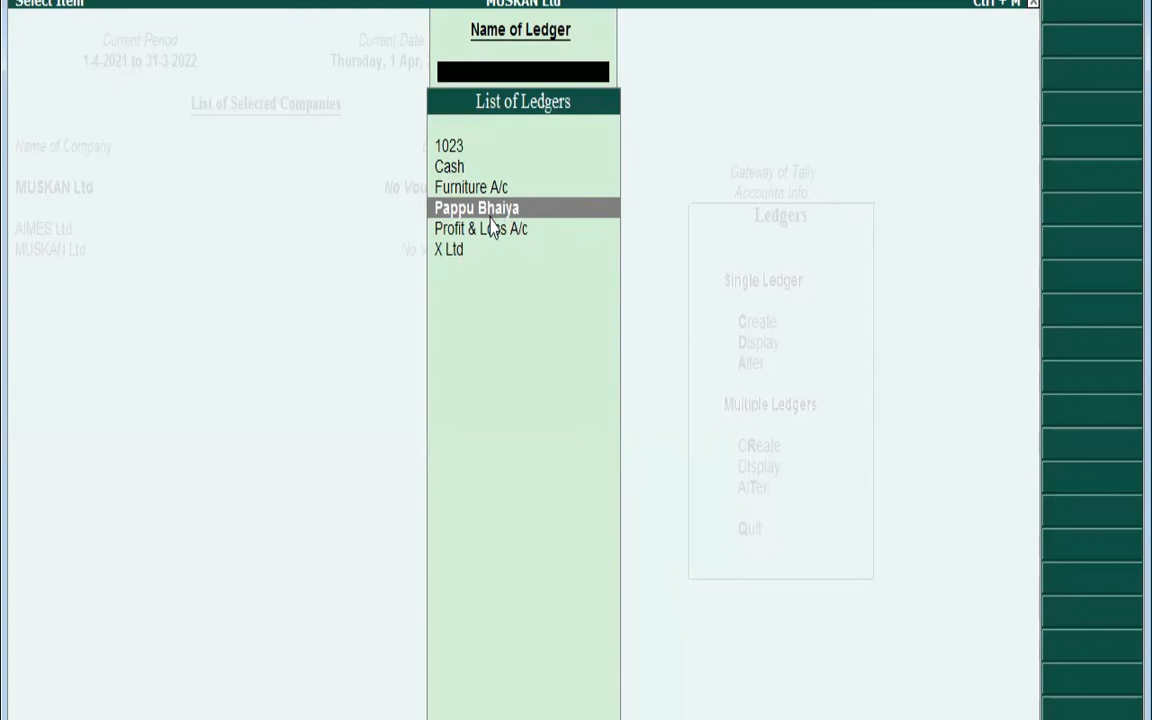 Select Item MUSKAN Ltd Ctrl + M
Name of Ledger
Current Period Current Date
1-4-2021 to 31-3-2022 Thursday, 1 Apr,
List of Ledgers
List of Selected Companies
1023
Name of Company
Cash
Gateway of Tally
MUSKAN Ltd No Vou
Furniture A/c
Accounts Info. ...
Pappu Bhaiya
Ledgers
AIMES Ltd
Profit & Loss A/c
MUSKAN Ltd No V
X Ltd
Single Ledger
Create
Display
Alter
Multiple Ledgers
CReate
DIsplay
AlTer
Quit